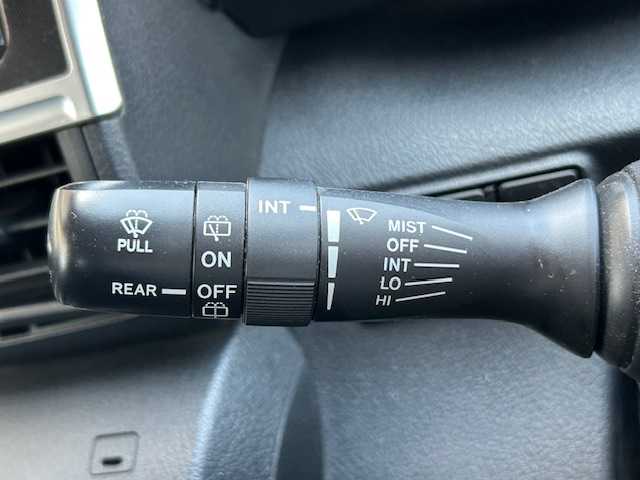 PULL
REAR
ON
OFF
INT
MIST
OFF
INT
LO
HI